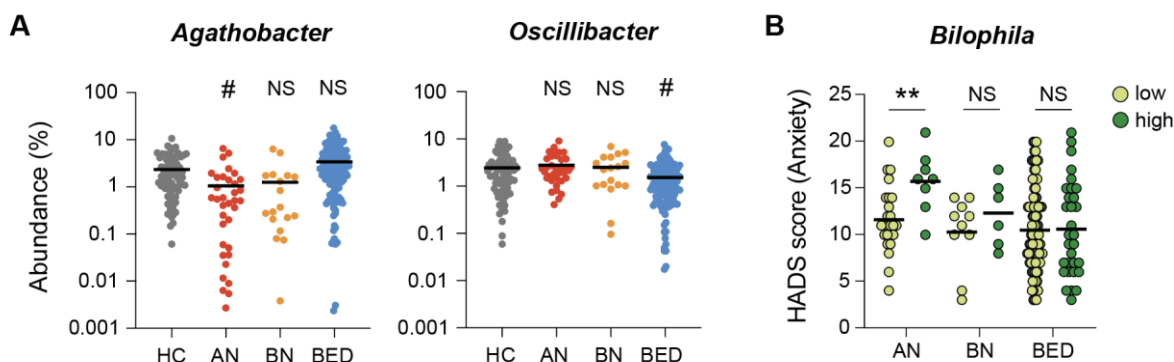 A
Agathobacter
Oscillibacter
B
Bilophila
Abundance (%)
# NS NS
100
10
1
0.1
0.01
0.001
HC AN BN BED
NS NS #
100
10
1
0.1
0.01
0.001
HC AN BN BED
HADS score (Anxiety)
** NS NS
25
20
15
10
5
0
AN BN BED
low
high